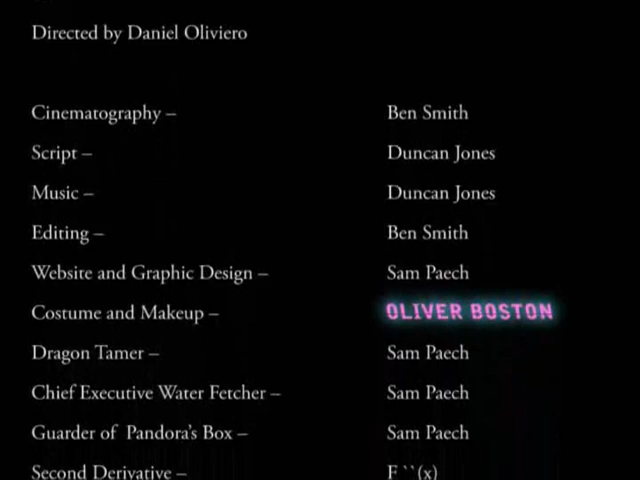 Directed by Daniel Oliviero
Cinematography – Ben Smith
Script – Duncan Jones
Music – Duncan Jones
Editing – Ben Smith
Website and Graphic Design – Sam Paech
Costume and Makeup – OLIVER BOSTON
Dragon Tamer – Sam Paech
Chief Executive Water Fetcher – Sam Paech
Guarder of Pandora's Box – Sam Paech
Second Derivative – F ``(x)